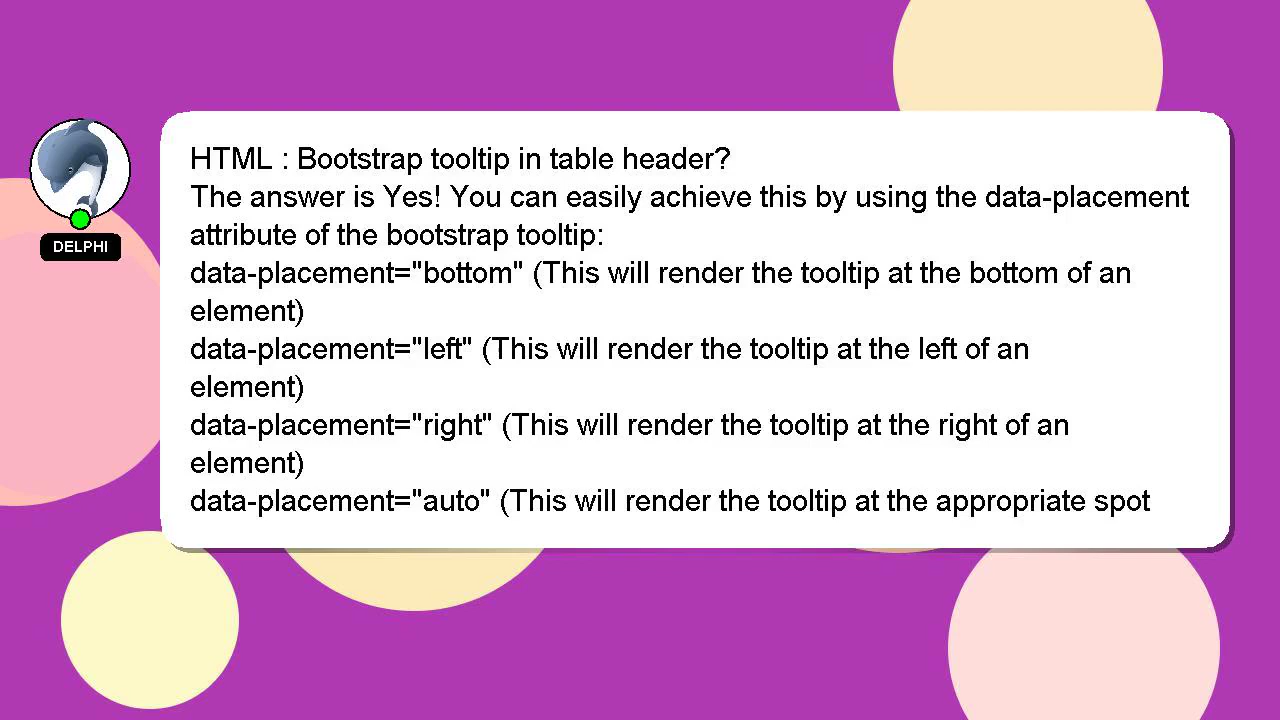 DELPHI
HTML : Bootstrap tooltip in table header?
The answer is Yes! You can easily achieve this by using the data-placement
attribute of the bootstrap tooltip:
data-placement="bottom" (This will render the tooltip at the bottom of an
element)
data-placement="left" (This will render the tooltip at the left of an
element)
data-placement="right" (This will render the tooltip at the right of an
element)
data-placement="auto" (This will render the tooltip at the appropriate spot